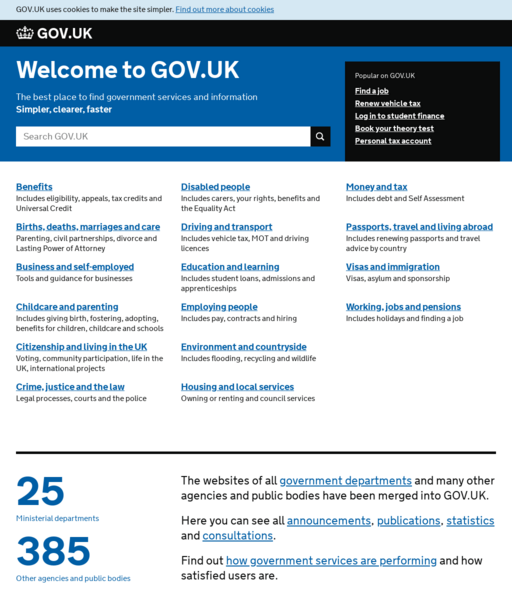 GOV.UK uses cookies to make the site simpler. Find out more about cookies
GOV.UK
Welcome to GOV.UK
The best place to find government services and information
Simpler, clearer, faster
Search GOV.UK
Popular on GOV.UK
Find a job
Renew vehicle tax
Log in to student finance
Book your theory test
Personal tax account
Benefits
Includes eligibility, appeals, tax credits and
Universal Credit
Births, deaths, marriages and care
Parenting, civil partnerships, divorce and
Lasting Power of Attorney
Business and self-employed
Tools and guidance for businesses
Childcare and parenting
Includes giving birth, fostering, adopting,
benefits for children, childcare and schools
Citizenship and living in the UK
Voting, community participation, life in the
UK, international projects
Crime, justice and the law
Legal processes, courts and the police
Disabled people
Includes carers, your rights, benefits and
the Equality Act
Driving and transport
Includes vehicle tax, MOT and driving
licences
Education and learning
Includes student loans, admissions and
apprenticeships
Employing people
Includes pay, contracts and hiring
Environment and countryside
Includes flooding, recycling and wildlife
Housing and local services
Owning or renting and council services
Money and tax
Includes debt and Self Assessment
Passports, travel and living abroad
Includes renewing passports and travel
advice by country
Visas and immigration
Visas, asylum and sponsorship
Working, jobs and pensions
Includes holidays and finding a job
25
Ministerial departments
385
Other agencies and public bodies
The websites of all government departments and many other
agencies and public bodies have been merged into GOV.UK.
Here you can see all announcements, publications, statistics
and consultations.
Find out how government services are performing and how
satisfied users are.